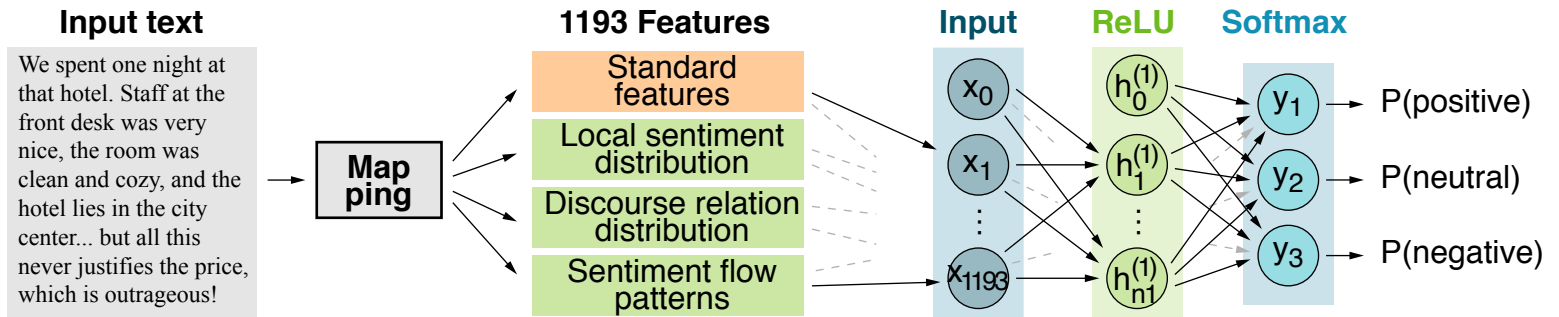 Input text
We spent one night at
that hotel. Staff at the
front desk was very
nice, the room was
clean and cozy, and the
hotel lies in the city
center... but all this
never justifies the price,
which is outrageous!
Map
ping
1193 Features
Standard
features
Local sentiment
distribution
Discourse relation
distribution
Sentiment flow
patterns
Input
x0
x1
⋮
x1193
ReLU
h0(1)
h1(1)
⋮
hn1(1)
Softmax
y1
y2
y3
P(positive)
P(neutral)
P(negative)